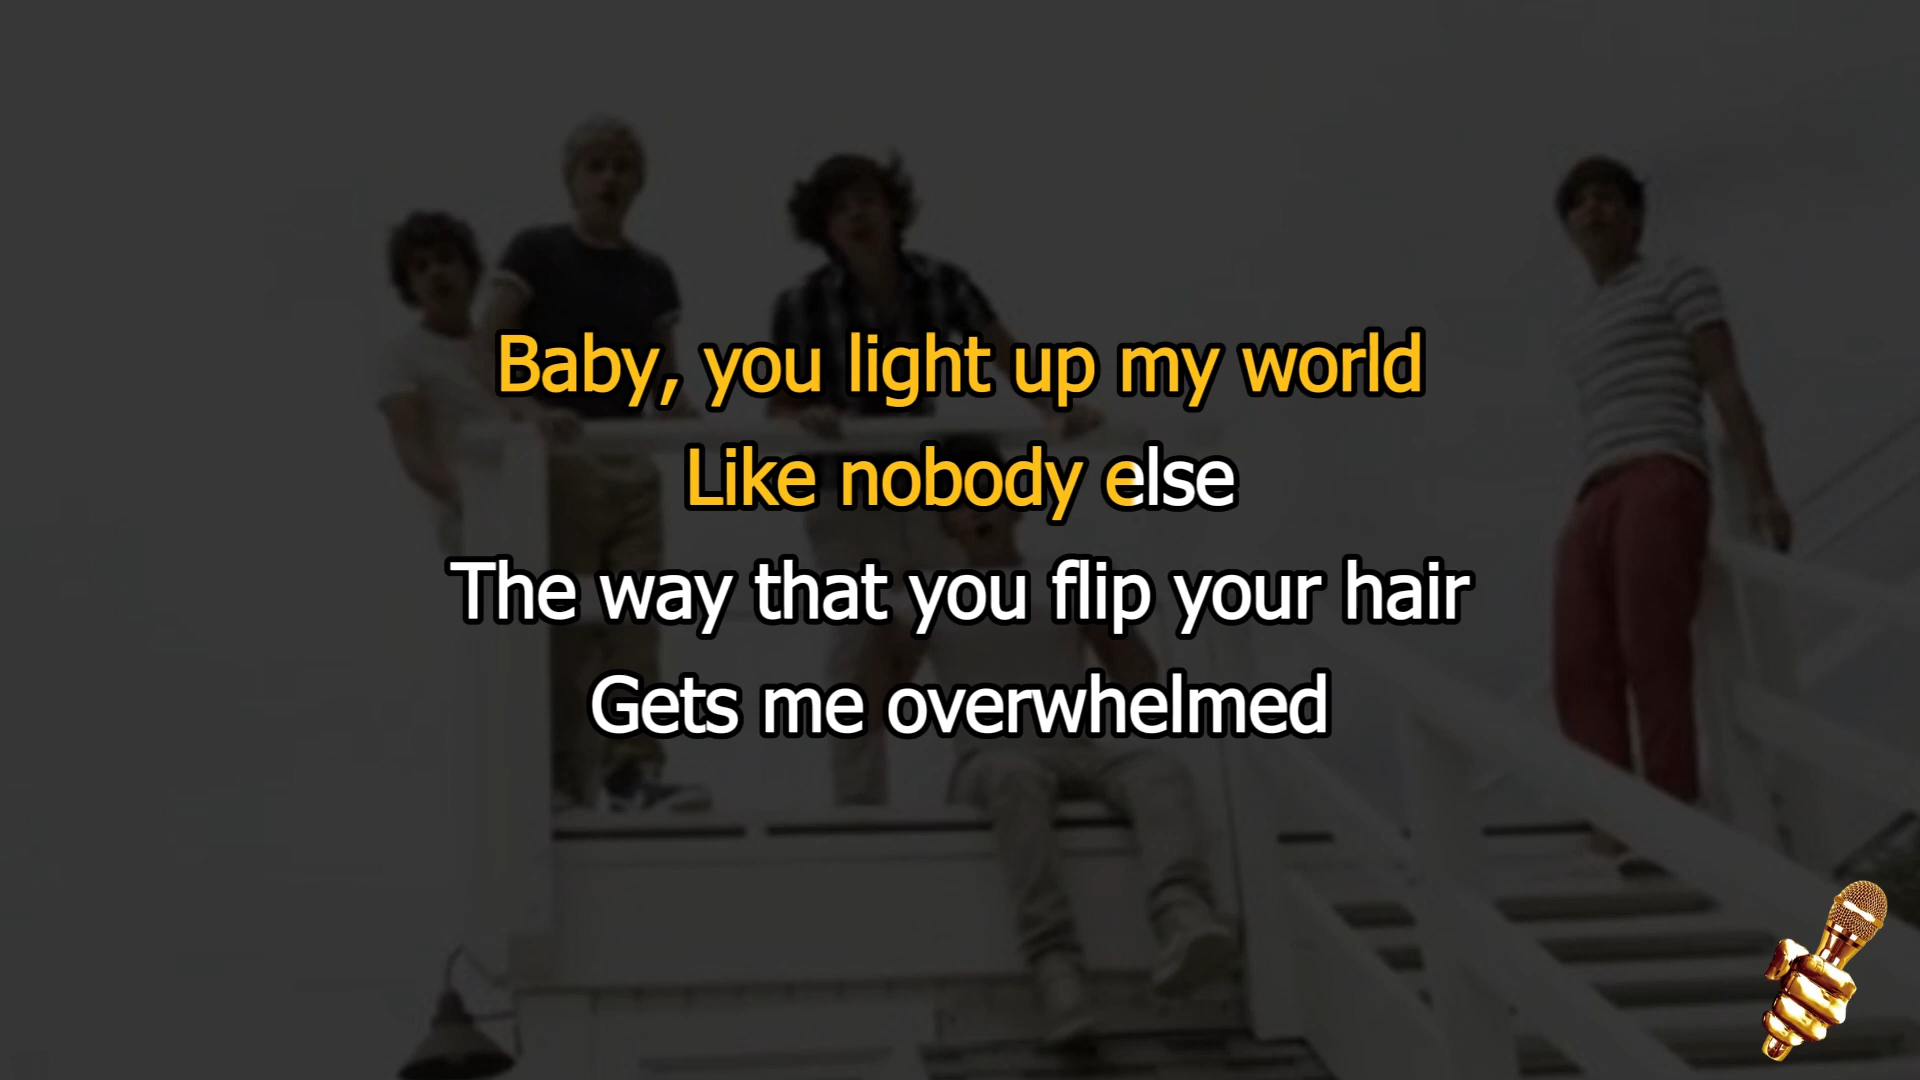 Baby, you light up my world
Like nobody else
The way that you flip your hair
Gets me overwhelmed